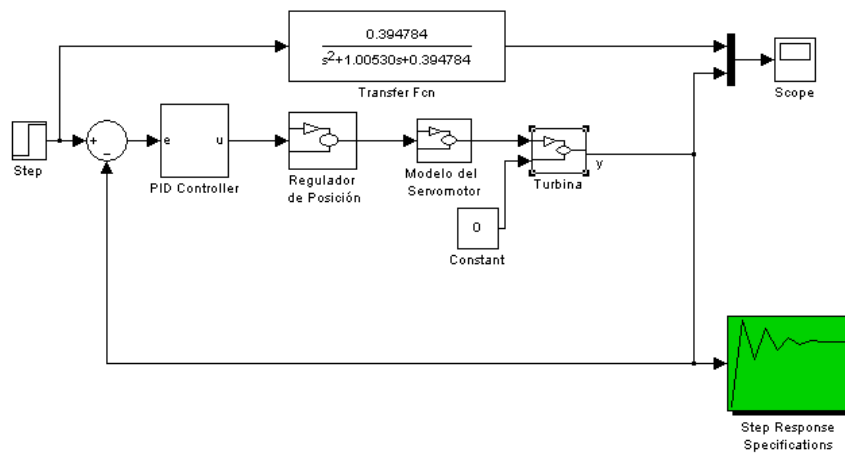 0.394784
s²+1.00530s+0.394784
Transfer Fcn
Scope
Step
+
−
e
u
PID Controller
Regulador
de Posición
Modelo del
Servomotor
Turbina
y
0
Constant
Step Response
Specifications